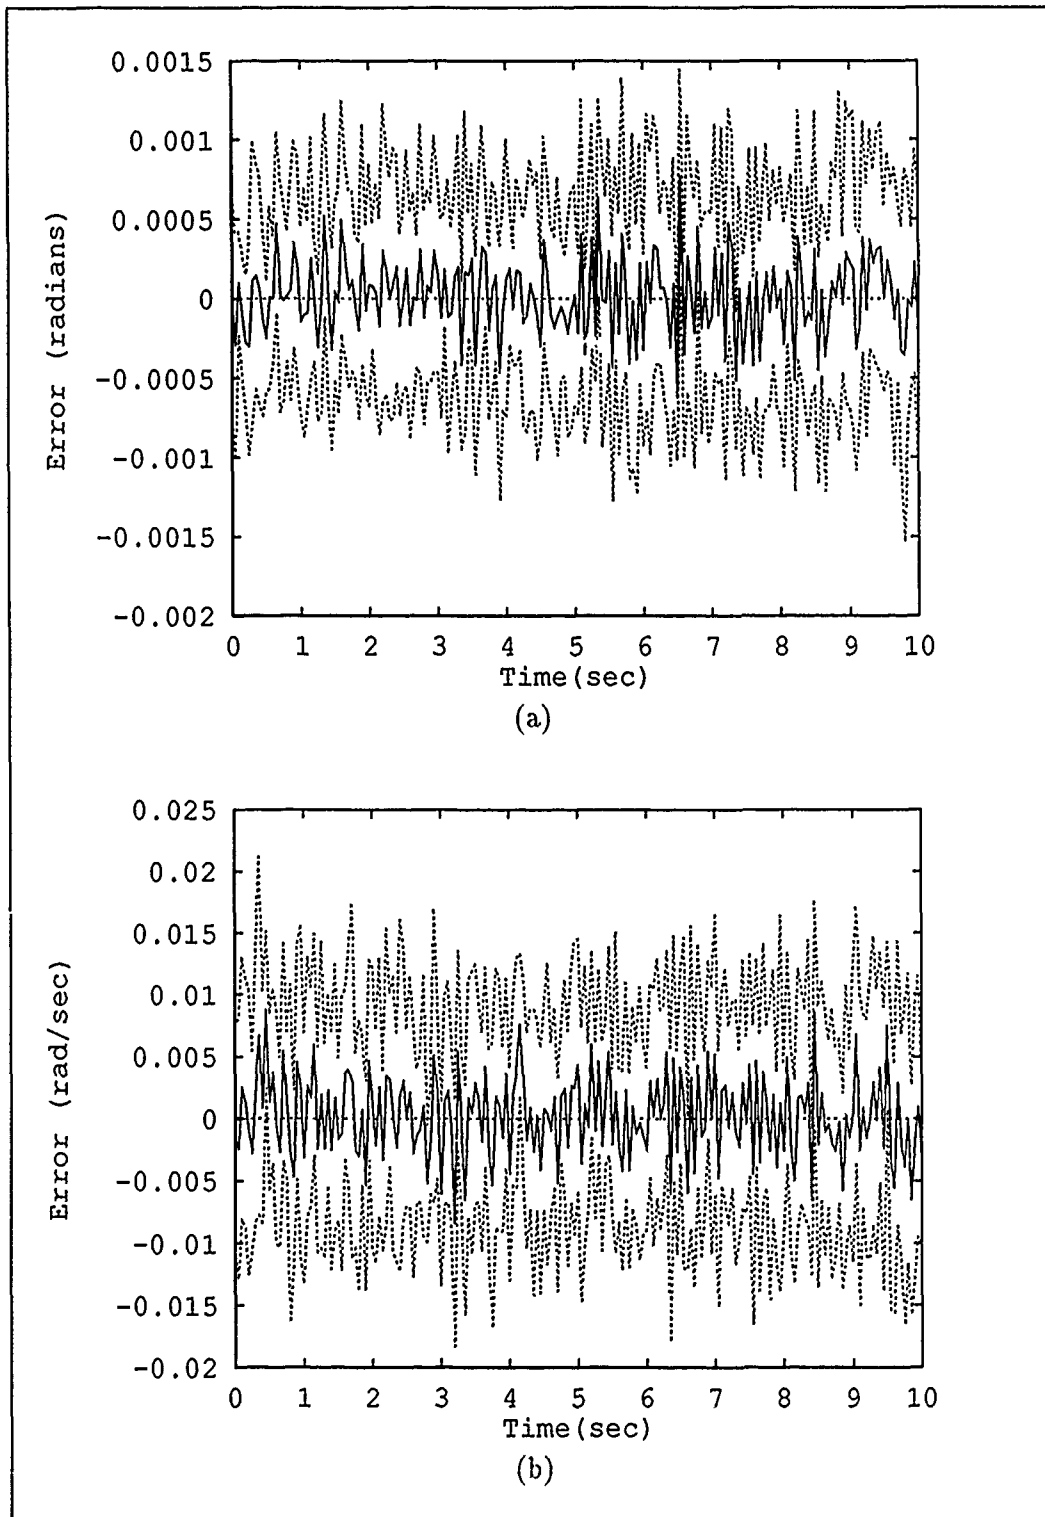 0.0015
0.001
0.0005
0
-0.0005
-0.001
-0.0015
-0.002
Error (radians)
0 1 2 3 4 5 6 7 8 9 10
Time(sec)
(a)
0.025
0.02
0.015
0.01
0.005
0
-0.005
-0.01
-0.015
-0.02
Error (rad/sec)
0 1 2 3 4 5 6 7 8 9 10
Time(sec)
(b)